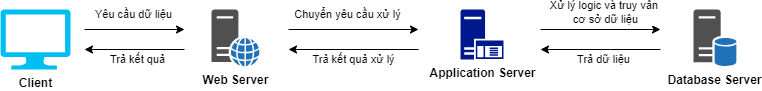 Yêu cầu dữ liệu
Trả kết quả
Client
Web Server
Chuyển yêu cầu xử lý
Trả kết quả xử lý
Application Server
Xử lý logic và truy vấn
cơ sở dữ liệu
Trả dữ liệu
Database Server